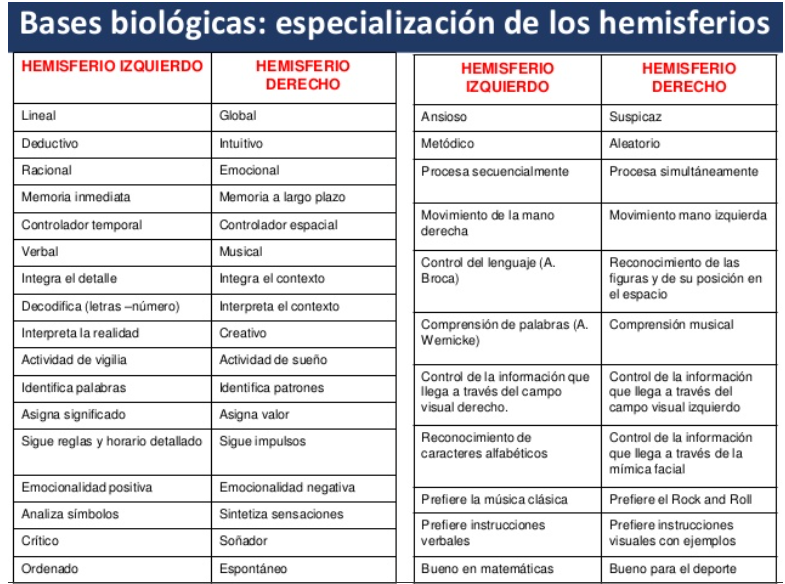 Bases biológicas: especialización de los hemisferios
HEMISFERIO IZQUIERDO HEMISFERIO
DERECHO
Lineal Global
Deductivo Intuitivo
Racional Emocional
Memoria inmediata Memoria a largo plazo
Controlador temporal Controlador espacial
Verbal Musical
Integra el detalle Integra el contexto
Decodifica (letras –número) Interpreta el contexto
Interpreta la realidad Creativo
Actividad de vigilia Actividad de sueño
Identifica palabras Identifica patrones
Asigna significado Asigna valor
Sigue reglas y horario detallado Sigue impulsos
Emocionalidad positiva Emocionalidad negativa
Analiza símbolos Sintetiza sensaciones
Crítico Soñador
Ordenado Espontáneo
HEMISFERIO HEMISFERIO
IZQUIERDO DERECHO
Ansioso Suspicaz
Metódico Aleatorio
Procesa secuencialmente Procesa simultáneamente
Movimiento de la mano Movimiento mano izquierda
derecha
Control del lenguaje (A. Reconocimiento de las
Broca) figuras y de su posición en
el espacio
Comprensión de palabras (A. Comprensión musical
Wernicke)
Control de la información que Control de la información
llega a través del campo que llega a través del
visual derecho. campo visual izquierdo
Reconocimiento de Control de la información
caracteres alfabéticos que llega a través de la
mímica facial
Prefiere la música clásica Prefiere el Rock and Roll
Prefiere instrucciones Prefiere instrucciones
verbales visuales con ejemplos
Bueno en matemáticas Bueno para el deporte